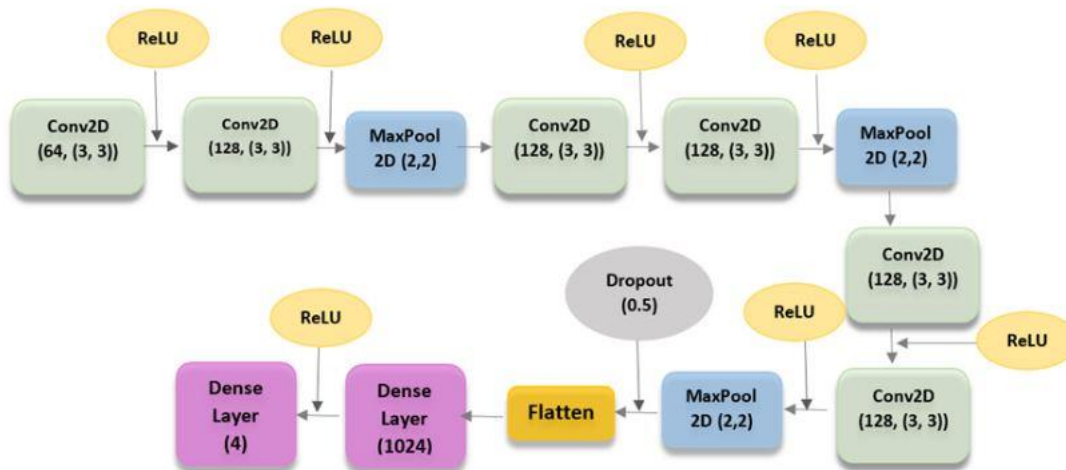 ReLU
ReLU
ReLU
ReLU
Conv2D
(64, (3, 3))
Conv2D
(128, (3, 3))
MaxPool
2D (2,2)
Conv2D
(128, (3, 3))
Conv2D
(128, (3, 3))
MaxPool
2D (2,2)
Conv2D
(128, (3, 3))
ReLU
Conv2D
(128, (3, 3))
ReLU
MaxPool
2D (2,2)
Dropout
(0.5)
Flatten
Dense
Layer
(1024)
ReLU
Dense
Layer
(4)